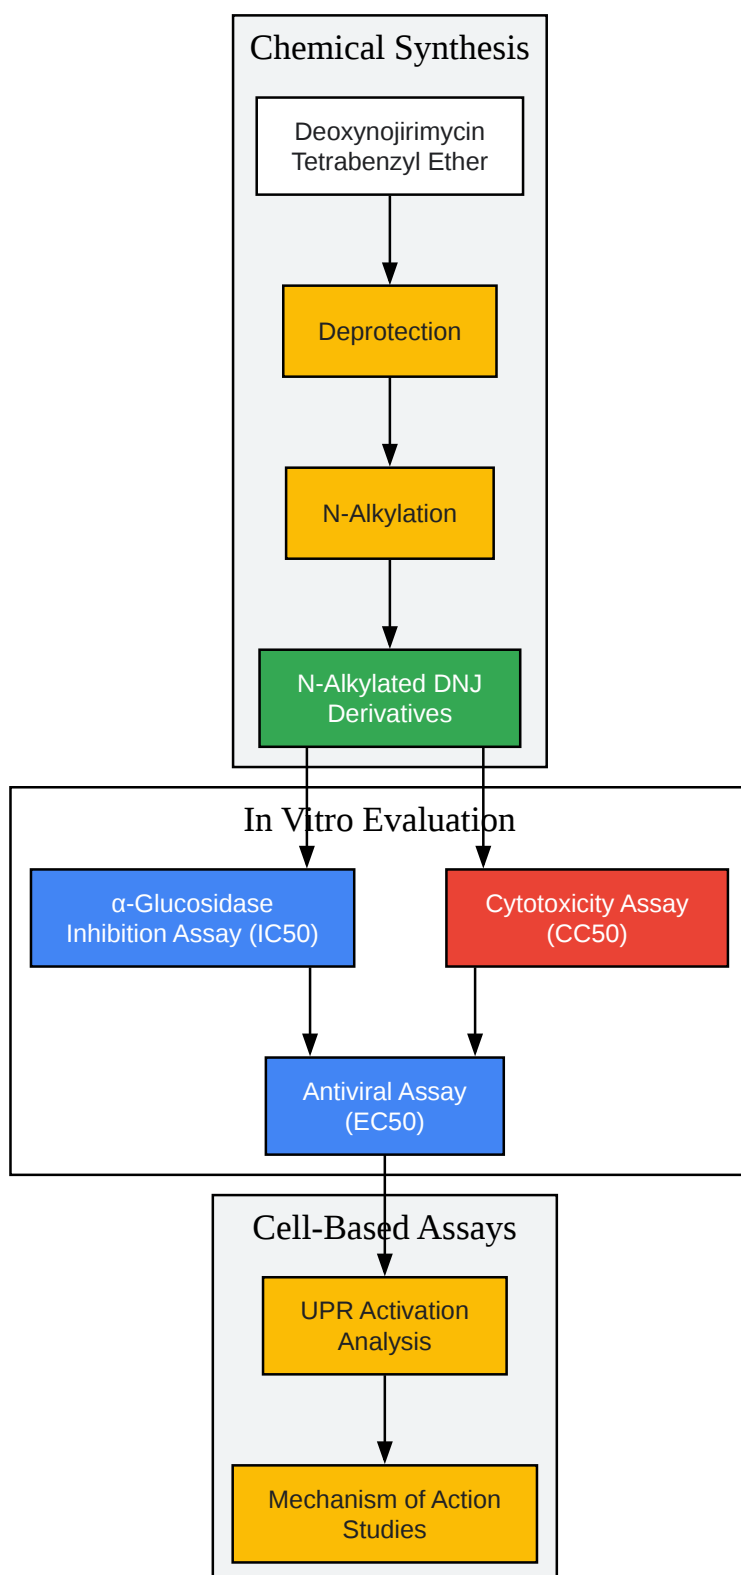 Chemical Synthesis
Deoxynojirimycin
Tetrabenzyl Ether
Deprotection
N-Alkylation
N-Alkylated DNJ
Derivatives
In Vitro Evaluation
α-Glucosidase
Inhibition Assay (IC50)
Cytotoxicity Assay
(CC50)
Antiviral Assay
(EC50)
Cell-Based Assays
UPR Activation
Analysis
Mechanism of Action
Studies